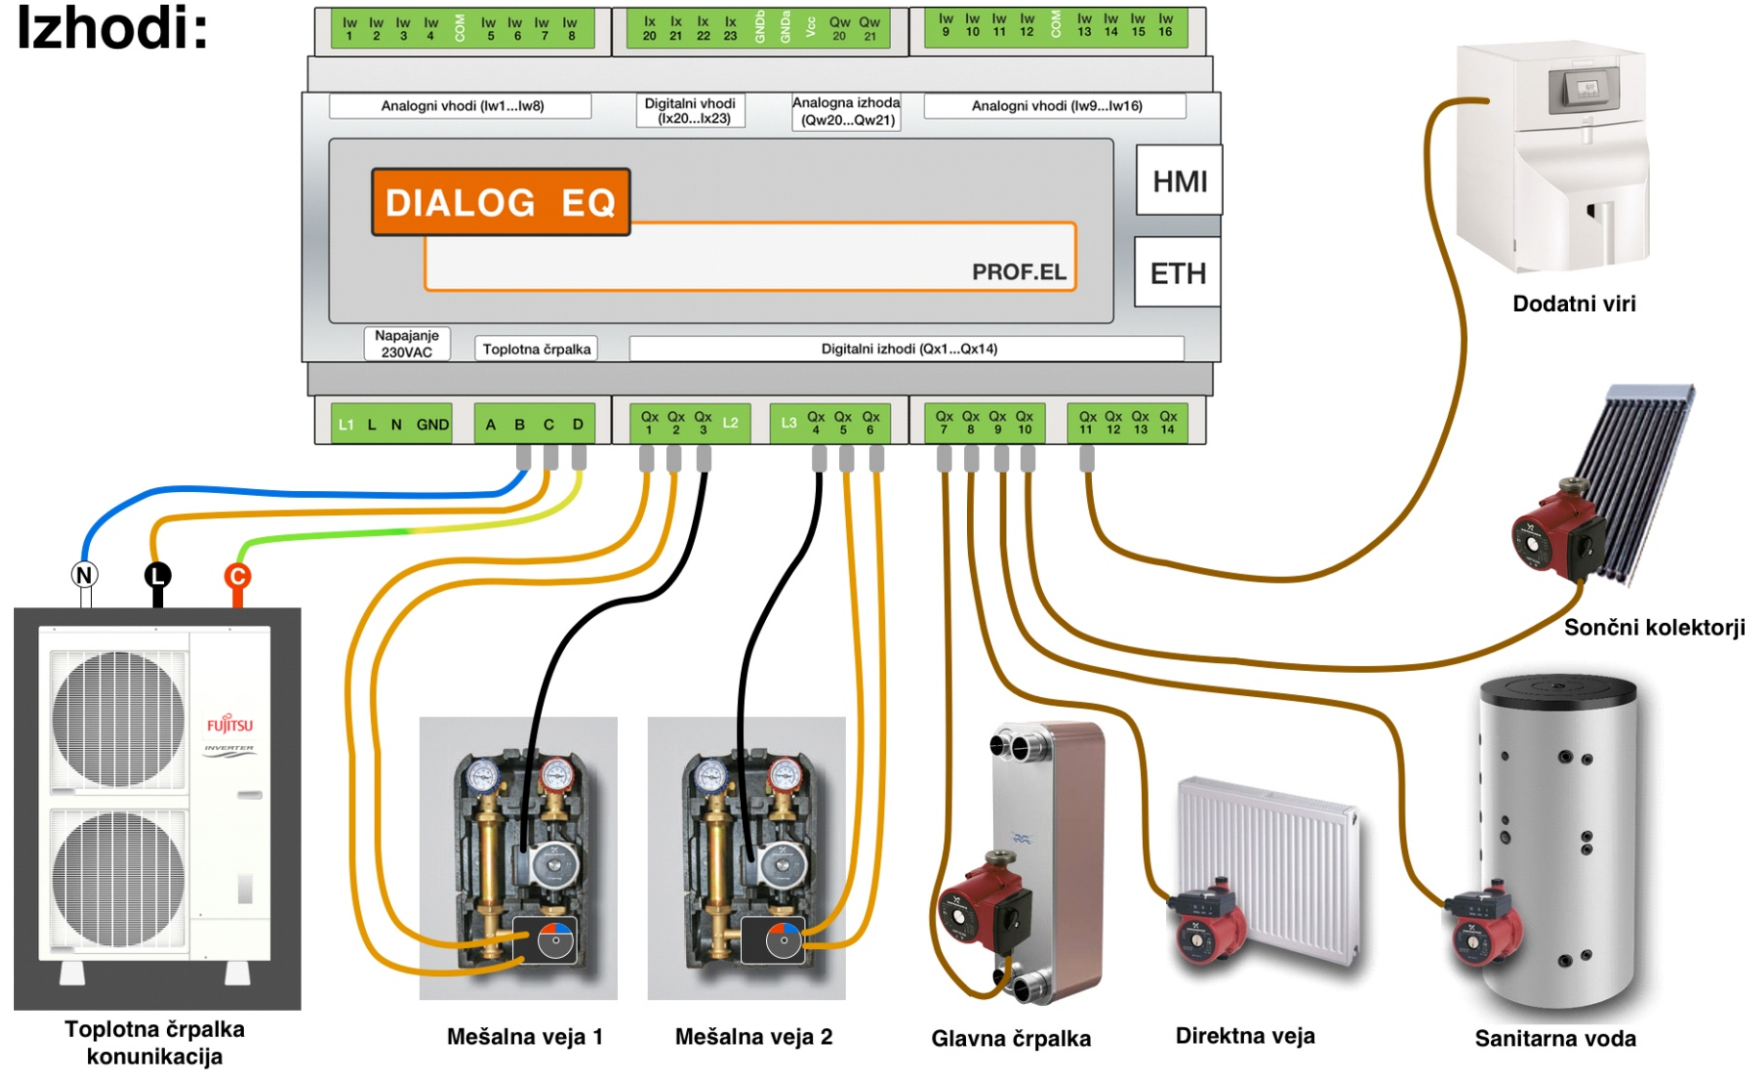 Izhodi:
Iw Iw Iw Iw COM Iw Iw Iw Iw
1 2 3 4 5 6 7 8
Ix Ix Ix Ix GNDb GNDa Vcc Qw Qw
20 21 22 23 20 21
Iw Iw Iw Iw COM Iw Iw Iw Iw
9 10 11 12 13 14 15 16
Analogni vhodi (Iw1...Iw8)
Digitalni vhodi
(Ix20...Ix23)
Analogna izhoda
(Qw20...Qw21)
Analogni vhodi (Iw9...Iw16)
DIALOG EQ
PROF.EL
HMI
ETH
Napajanje
230VAC
Toplotna črpalka
Digitalni izhodi (Qx1...Qx14)
L1 L N GND
A B C D
Qx Qx Qx L2
1 2 3
L3 Qx Qx Qx
4 5 6
Qx Qx Qx Qx
7 8 9 10
Qx Qx Qx Qx
11 12 13 14
Dodatni viri
Sončni kolektorji
N L C
FUJITSU
INVERTER
Toplotna črpalka
konunikacija
Mešalna veja 1
Mešalna veja 2
Glavna črpalka
Direktna veja
Sanitarna voda